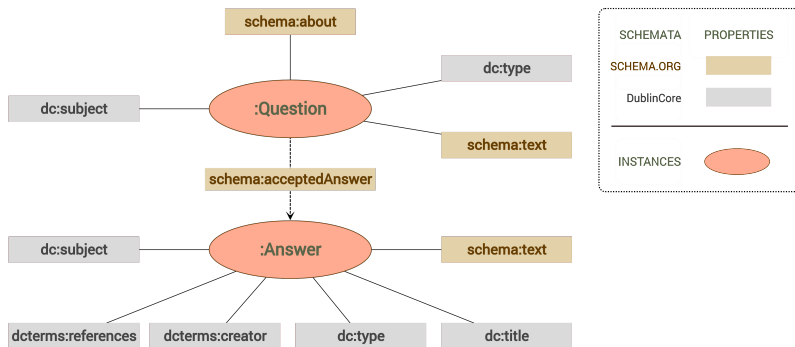 schema:about
dc:type
dc:subject
:Question
schema:text
schema:acceptedAnswer
dc:subject
:Answer
schema:text
dcterms:references
dcterms:creator
dc:type
dc:title
SCHEMATA PROPERTIES
SCHEMA.ORG
DublinCore
INSTANCES